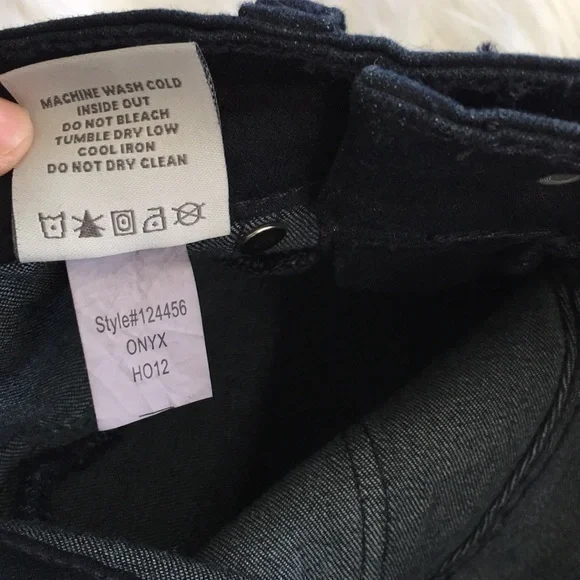 MACHINE WASH COLD
INSIDE OUT
DO NOT BLEACH
TUMBLE DRY LOW
COOL IRON
DO NOT DRY CLEAN
Style#124456
ONYX
HO12